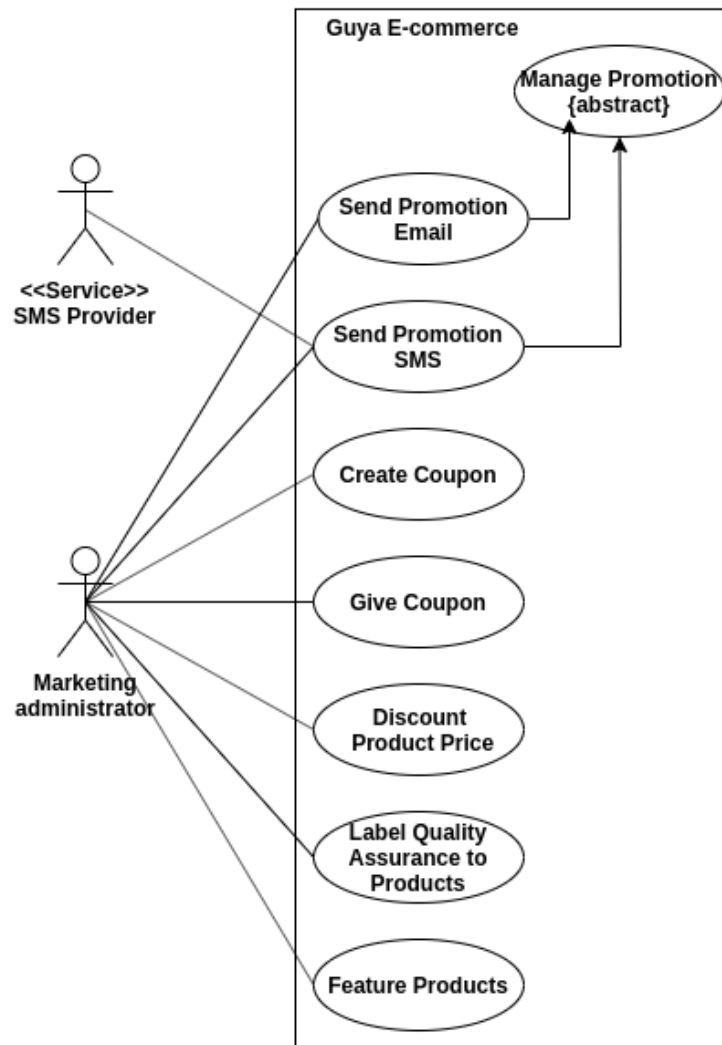 Guya E-commerce
Manage Promotion
{abstract}
Send Promotion
Email
<<Service>>
SMS Provider
Send Promotion
SMS
Create Coupon
Give Coupon
Marketing
administrator
Discount
Product Price
Label Quality
Assurance to
Products
Feature Products